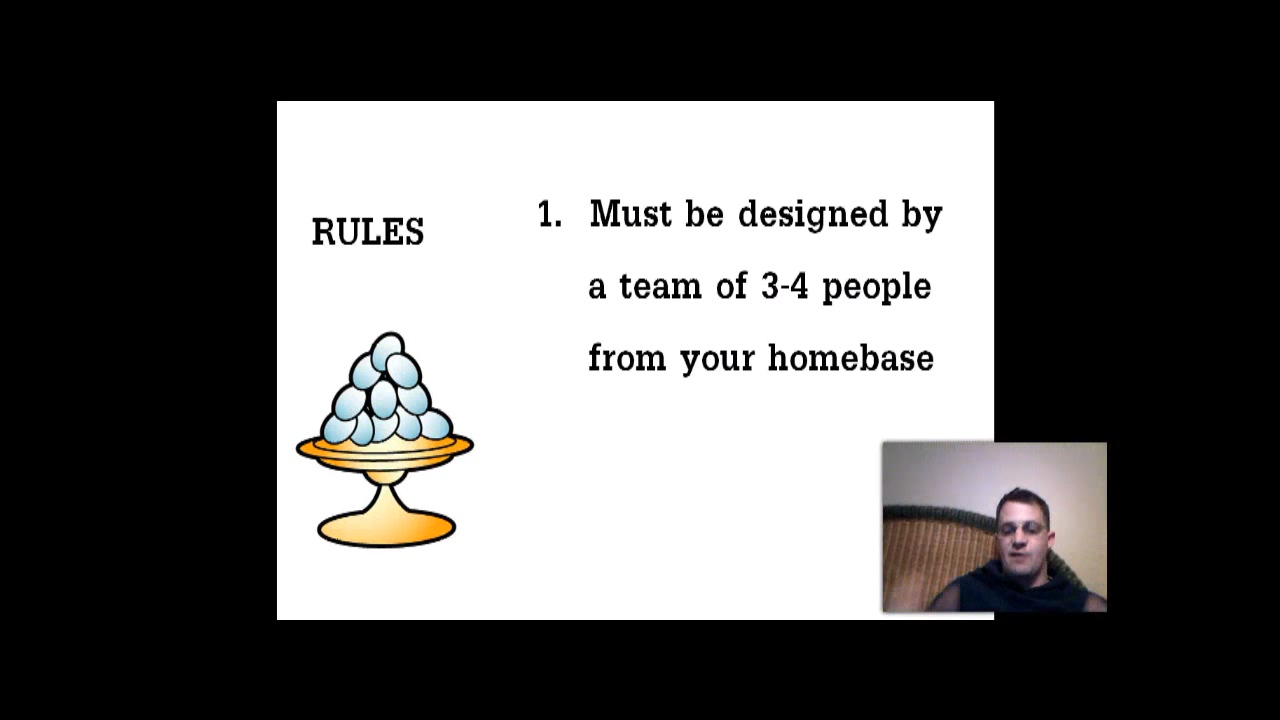 RULES
1. Must be designed by
a team of 3-4 people
from your homebase